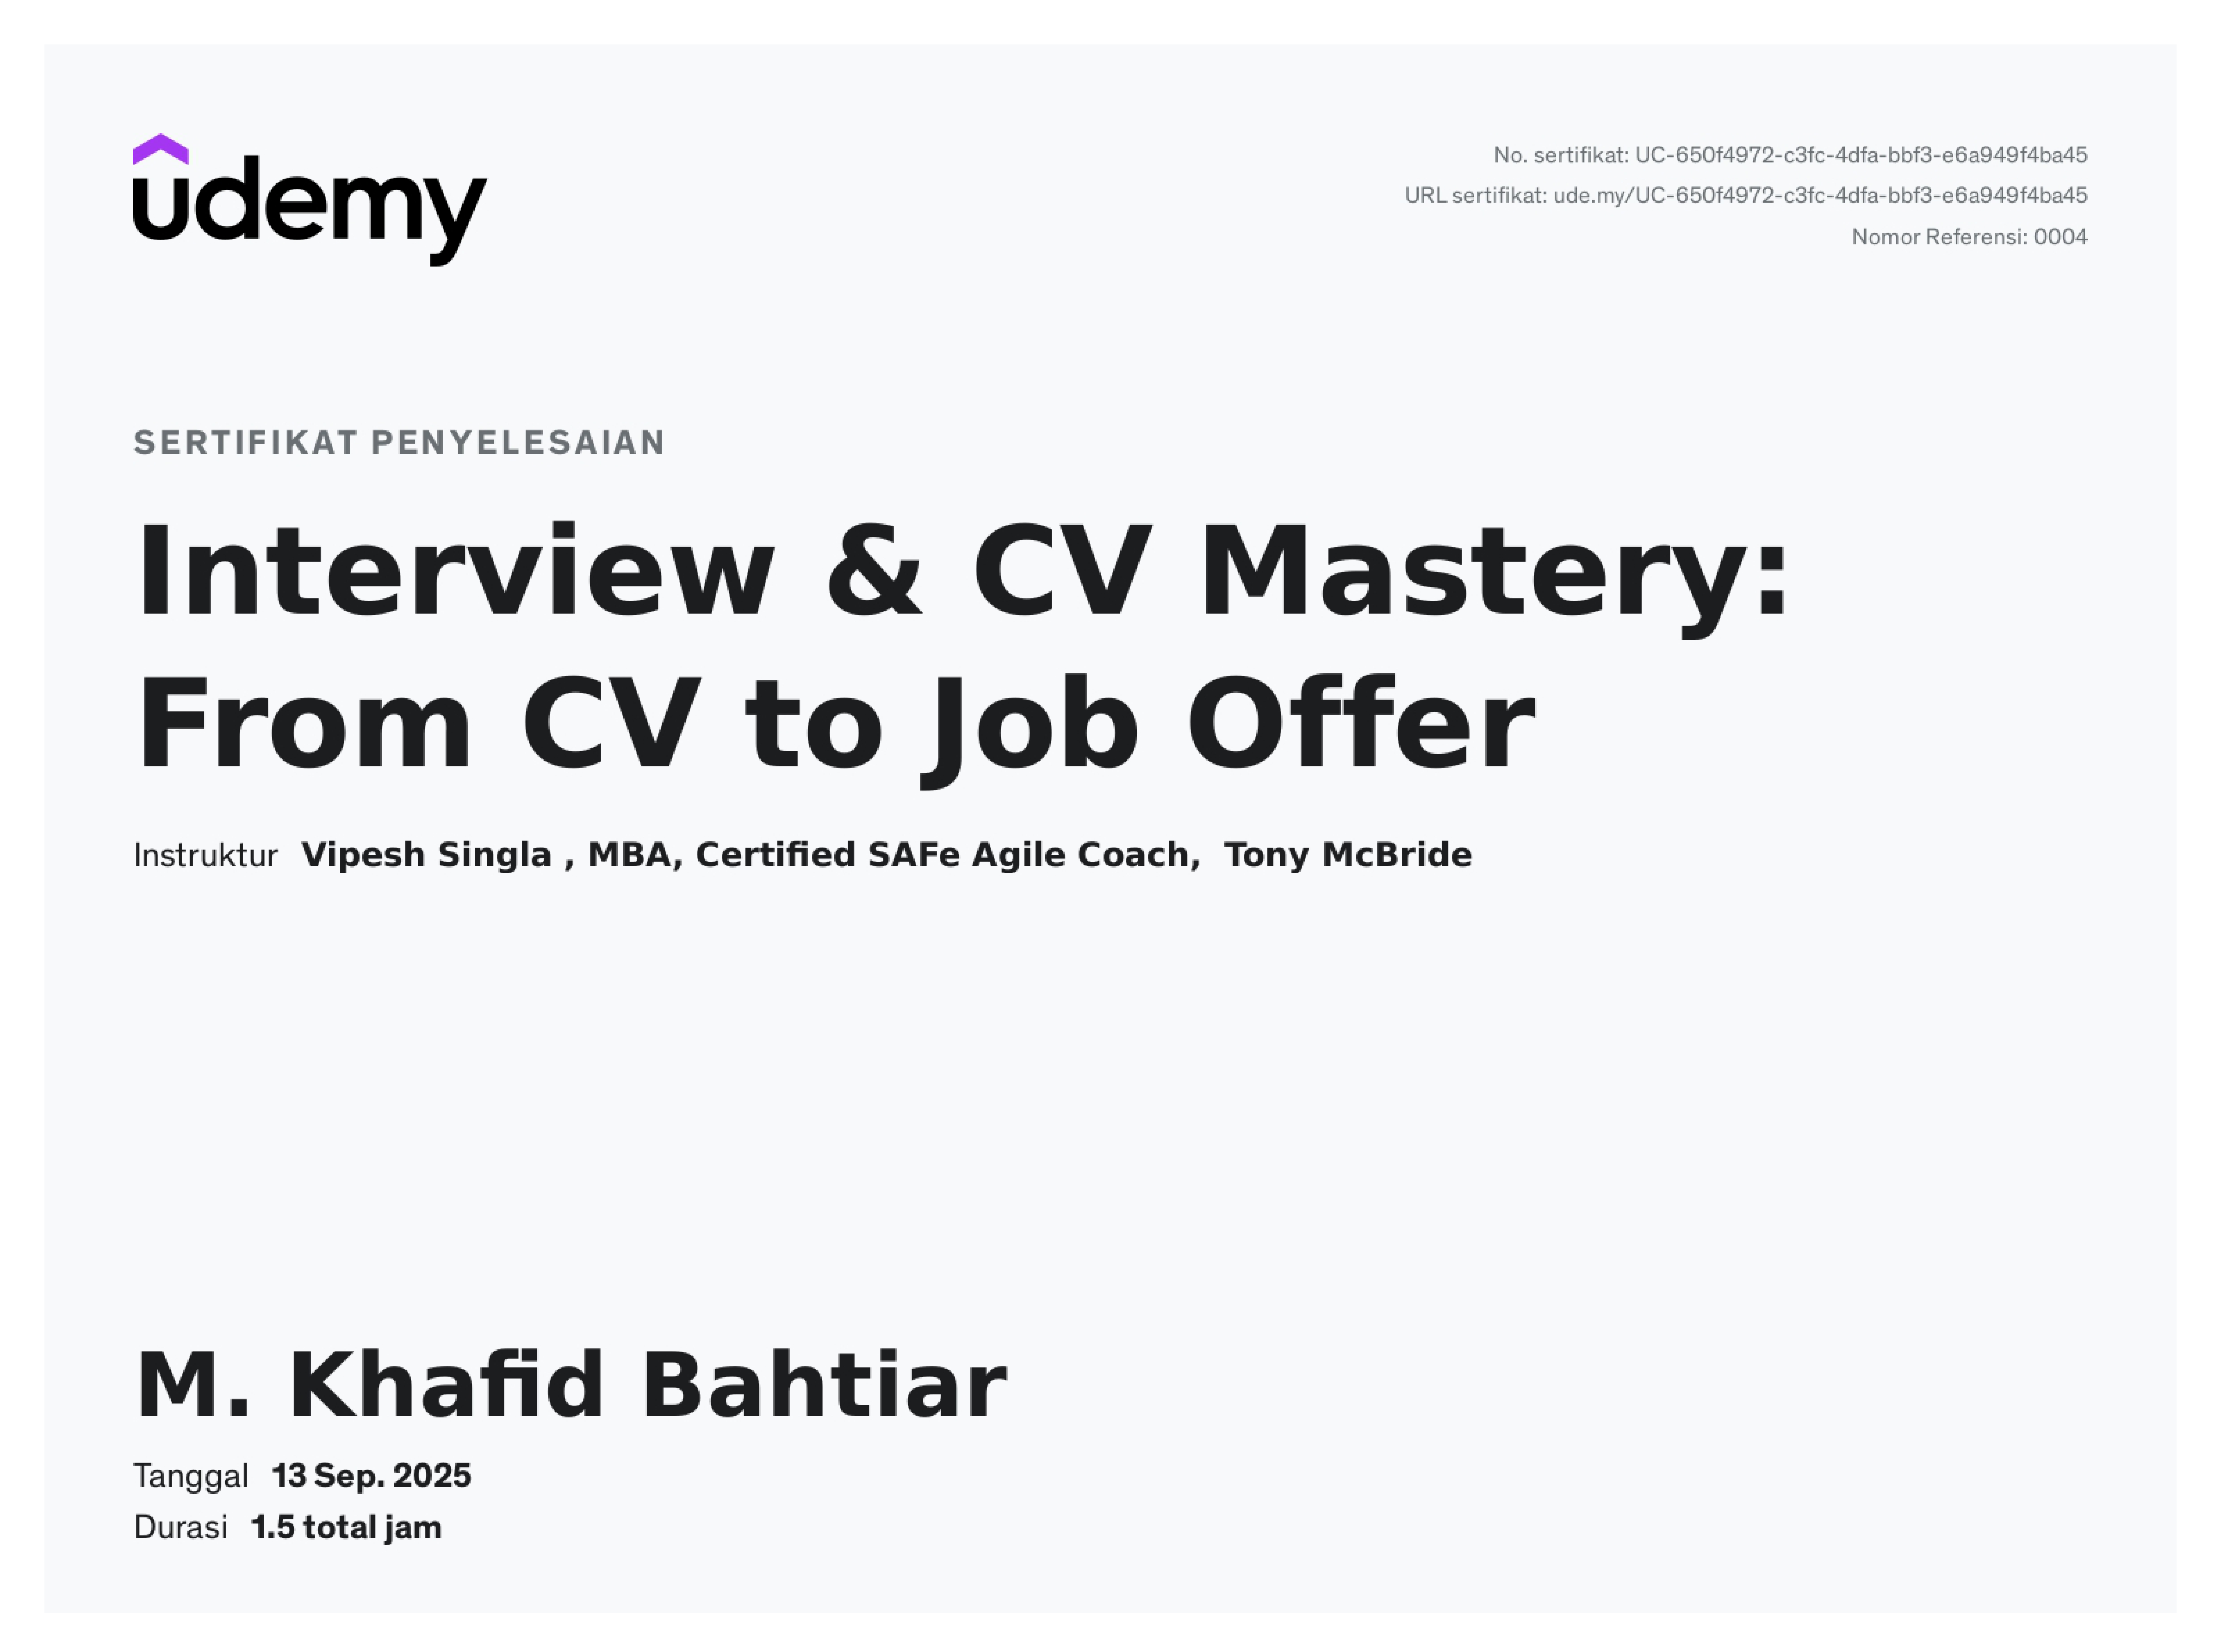 udemy
No. sertifikat: UC-650f4972-c3fc-4dfa-bbf3-e6a949f4ba45
URL sertifikat: ude.my/UC-650f4972-c3fc-4dfa-bbf3-e6a949f4ba45
Nomor Referensi: 0004
SERTIFIKAT PENYELESAIAN
Interview & CV Mastery:
From CV to Job Offer
Instruktur Vipesh Singla , MBA, Certified SAFe Agile Coach, Tony McBride
M. Khafid Bahtiar
Tanggal 13 Sep. 2025
Durasi 1.5 total jam